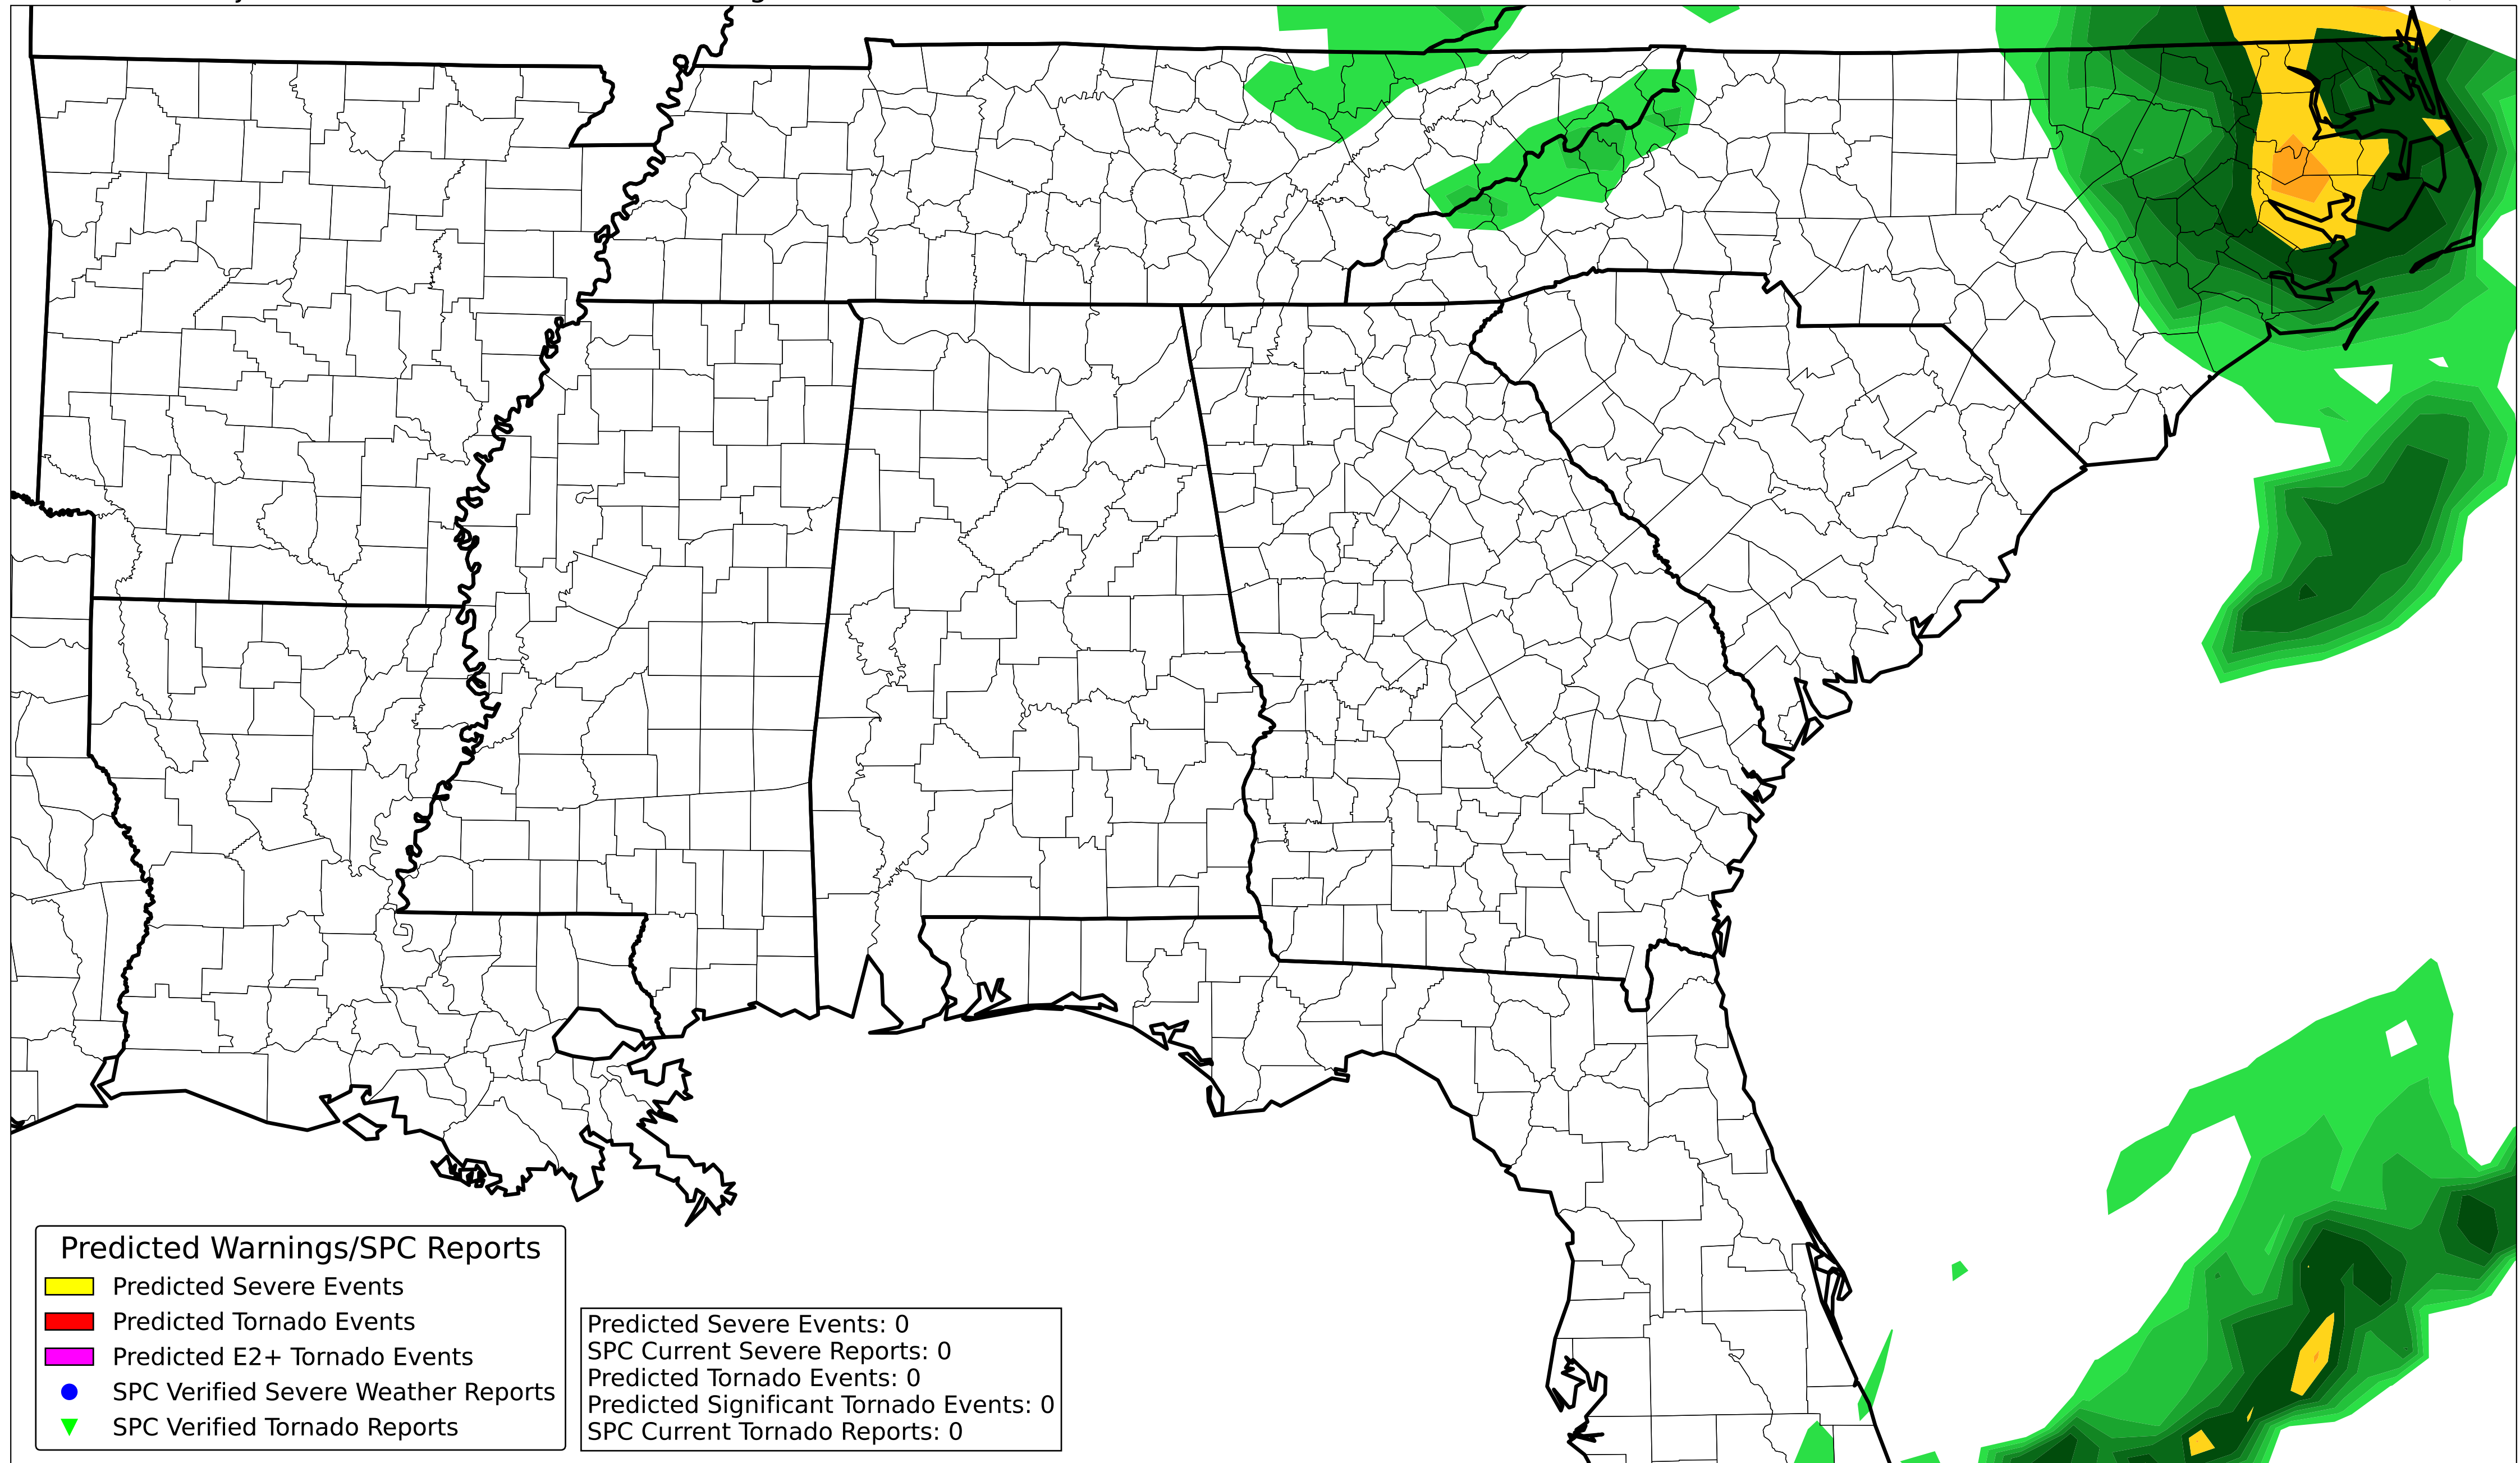 Predicted Warnings/SPC Reports
Predicted Severe Events
Predicted Tornado Events
Predicted E2+ Tornado Events
SPC Verified Severe Weather Reports
SPC Verified Tornado Reports
Predicted Severe Events: 0
SPC Current Severe Reports: 0
Predicted Tornado Events: 0
Predicted Significant Tornado Events: 0
SPC Current Tornado Reports: 0